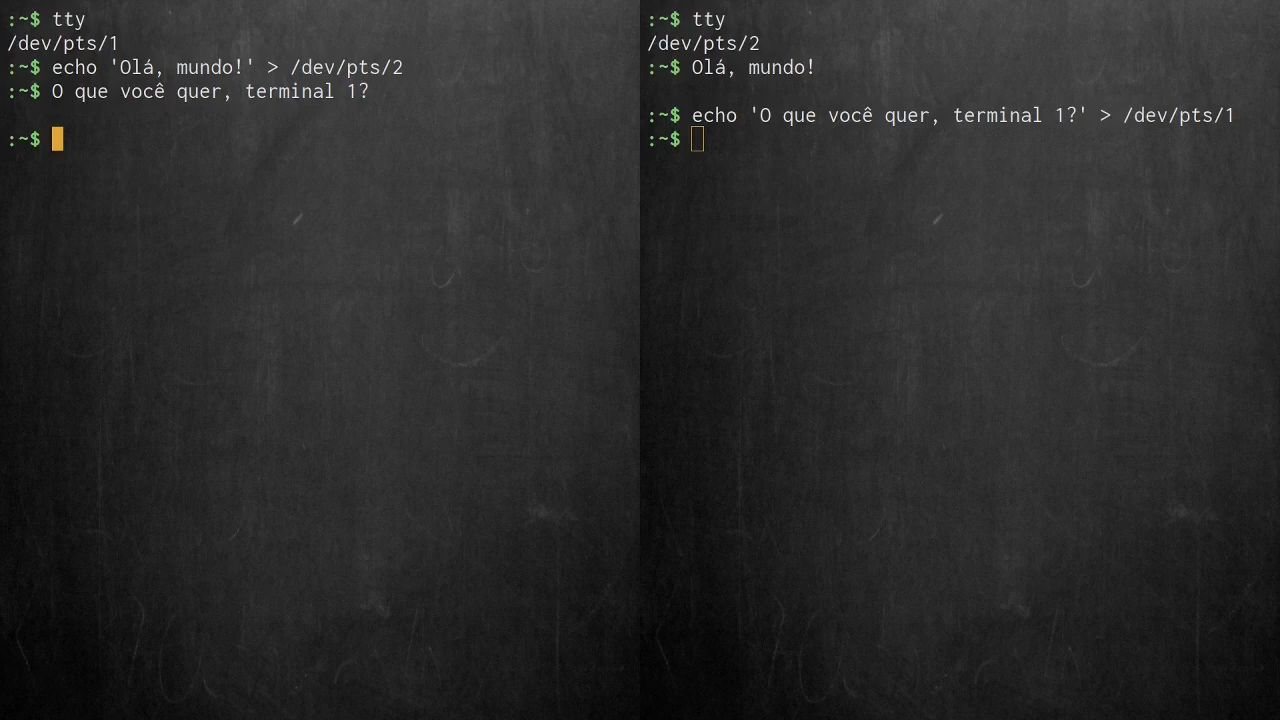 :~$ tty
/dev/pts/1
:~$ echo 'Olá, mundo!' > /dev/pts/2
:~$ O que você quer, terminal 1?
:~$
:~$ tty
/dev/pts/2
:~$ Olá, mundo!
:~$ echo 'O que você quer, terminal 1?' > /dev/pts/1
:~$